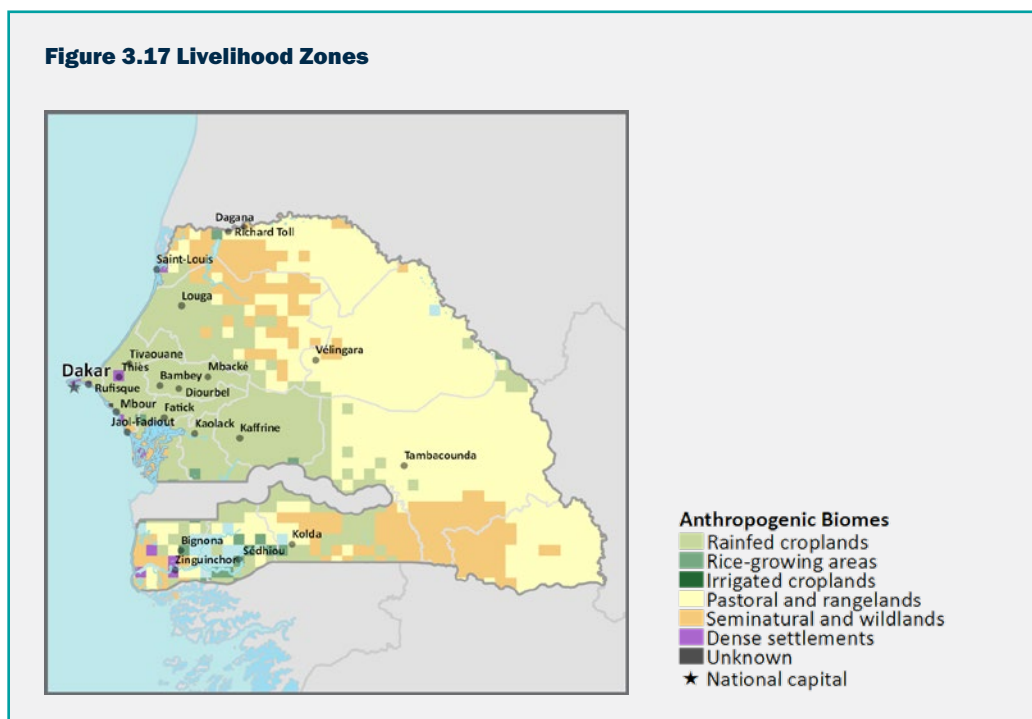 Figure 3.17 Livelihood Zones
Dagana
Richard Toll
Saint-Louis
Louga
Tivaouane
Vélingara
Dakar
Thiès
Mbacké
Bambey
Rufisque
Diourbel
Mbour
Fatick
Jaol-Fadiout
Kaolack
Kaffrine
Tambacounda
Bignona
Kolda
Sédhiou
Zinguinchor
Anthropogenic Biomes
Rainfed croplands
Rice-growing areas
Irrigated croplands
Pastoral and rangelands
Seminatural and wildlands
Dense settlements
Unknown
National capital